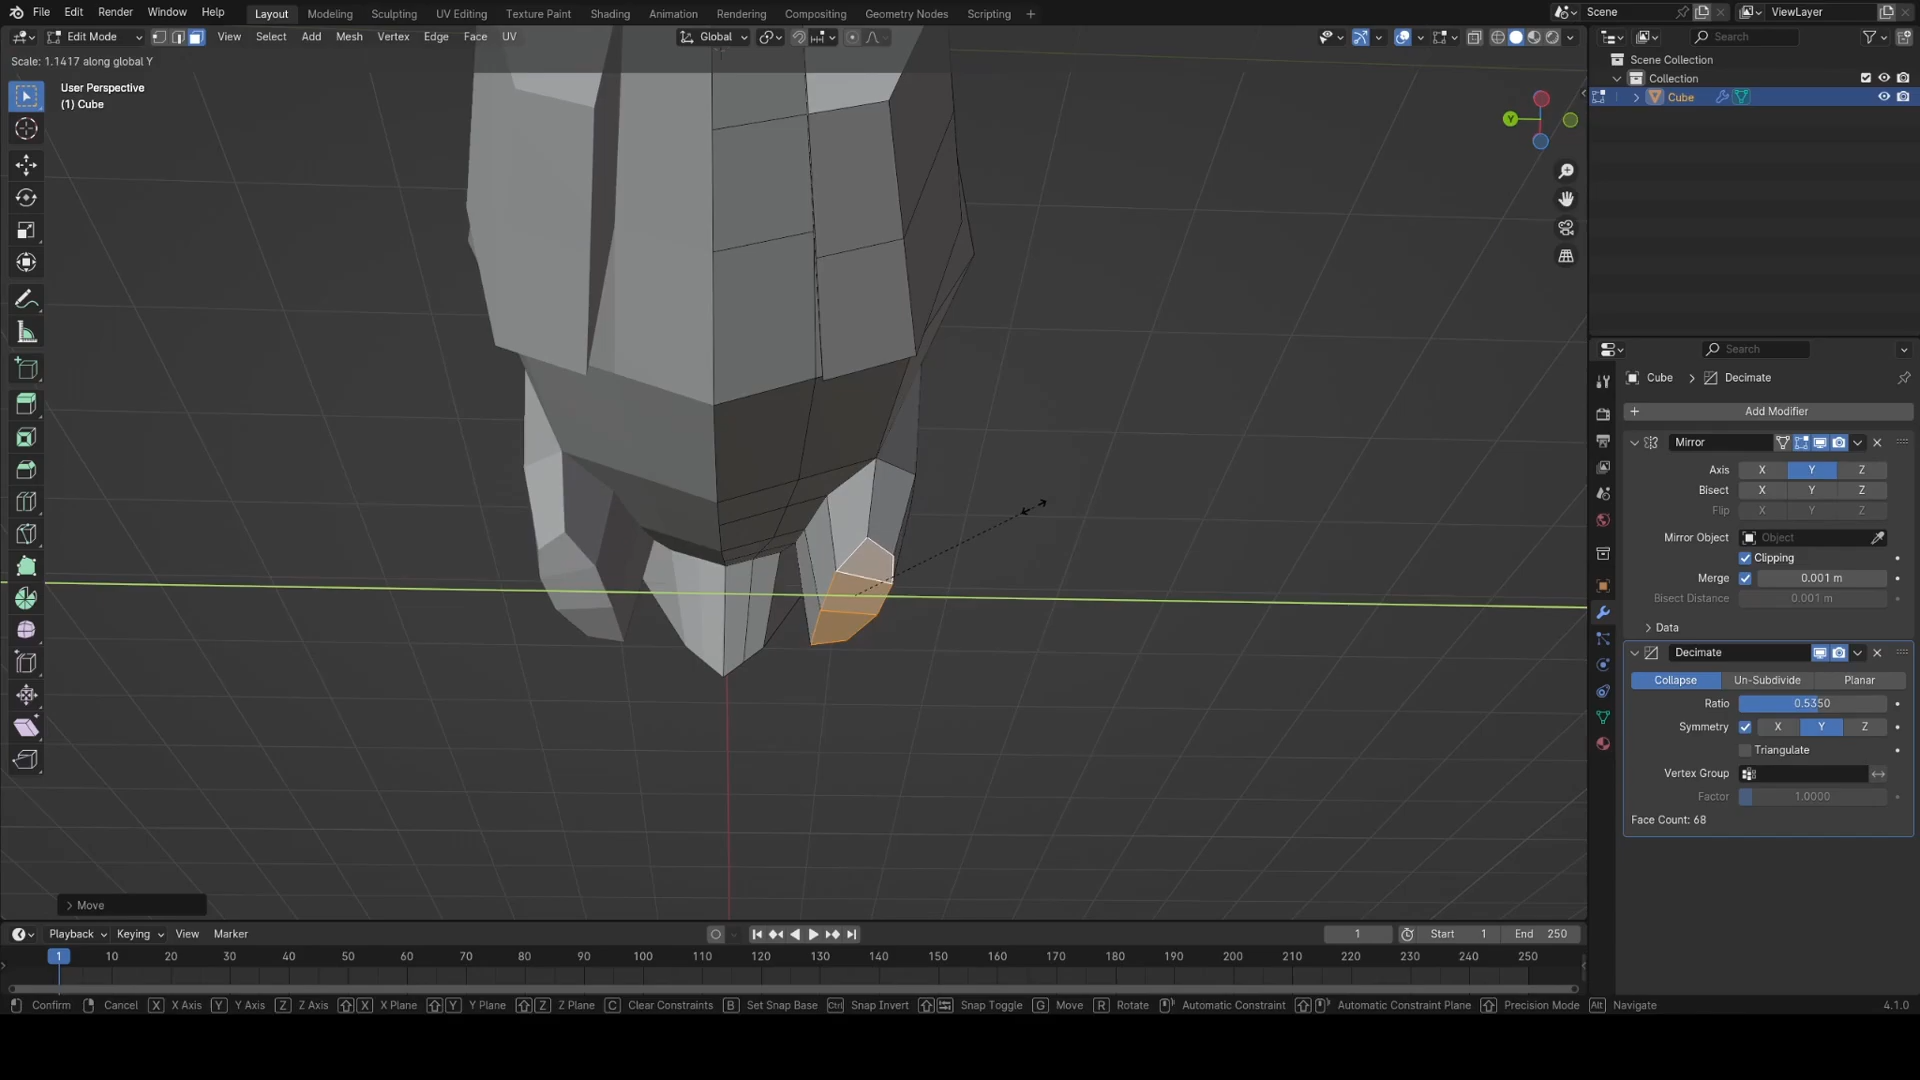 File Edit Render Window Help Layout Modeling Sculpting UV Editing Texture Paint Shading Animation Rendering Compositing Geometry Nodes Scripting Scene ViewLayer
Edit Mode View Select Add Mesh Vertex Edge Face UV Global Search
Scale: 1.1417 along global Y
User Perspective
(1) Cube
Scene Collection
Collection
Cube
Y
Search
Cube Decimate
Add Modifier
Mirror
Axis X Y Z
Bisect X Y Z
Flip X Y Z
Mirror Object Object
Clipping
Merge 0.001 m
Bisect Distance 0.001 m
Data
Decimate
Collapse Un-Subdivide Planar
Ratio 0.5350
Symmetry X Y Z
Triangulate
Vertex Group
Factor 1.0000
Face Count: 68
Move
Playback Keying View Marker 1 Start 1 End 250
1 10 20 30 40 50 60 70 80 90 100 110 120 130 140 150 160 170 180 190 200 210 220 230 240 250
Confirm Cancel X X Axis Y Y Axis Z Z Axis X X Plane Y Y Plane Z Z Plane C Clear Constraints B Set Snap Base Ctrl Snap Invert Snap Toggle G Move R Rotate Automatic Constraint Automatic Constraint Plane Precision Mode Alt Navigate 4.1.0